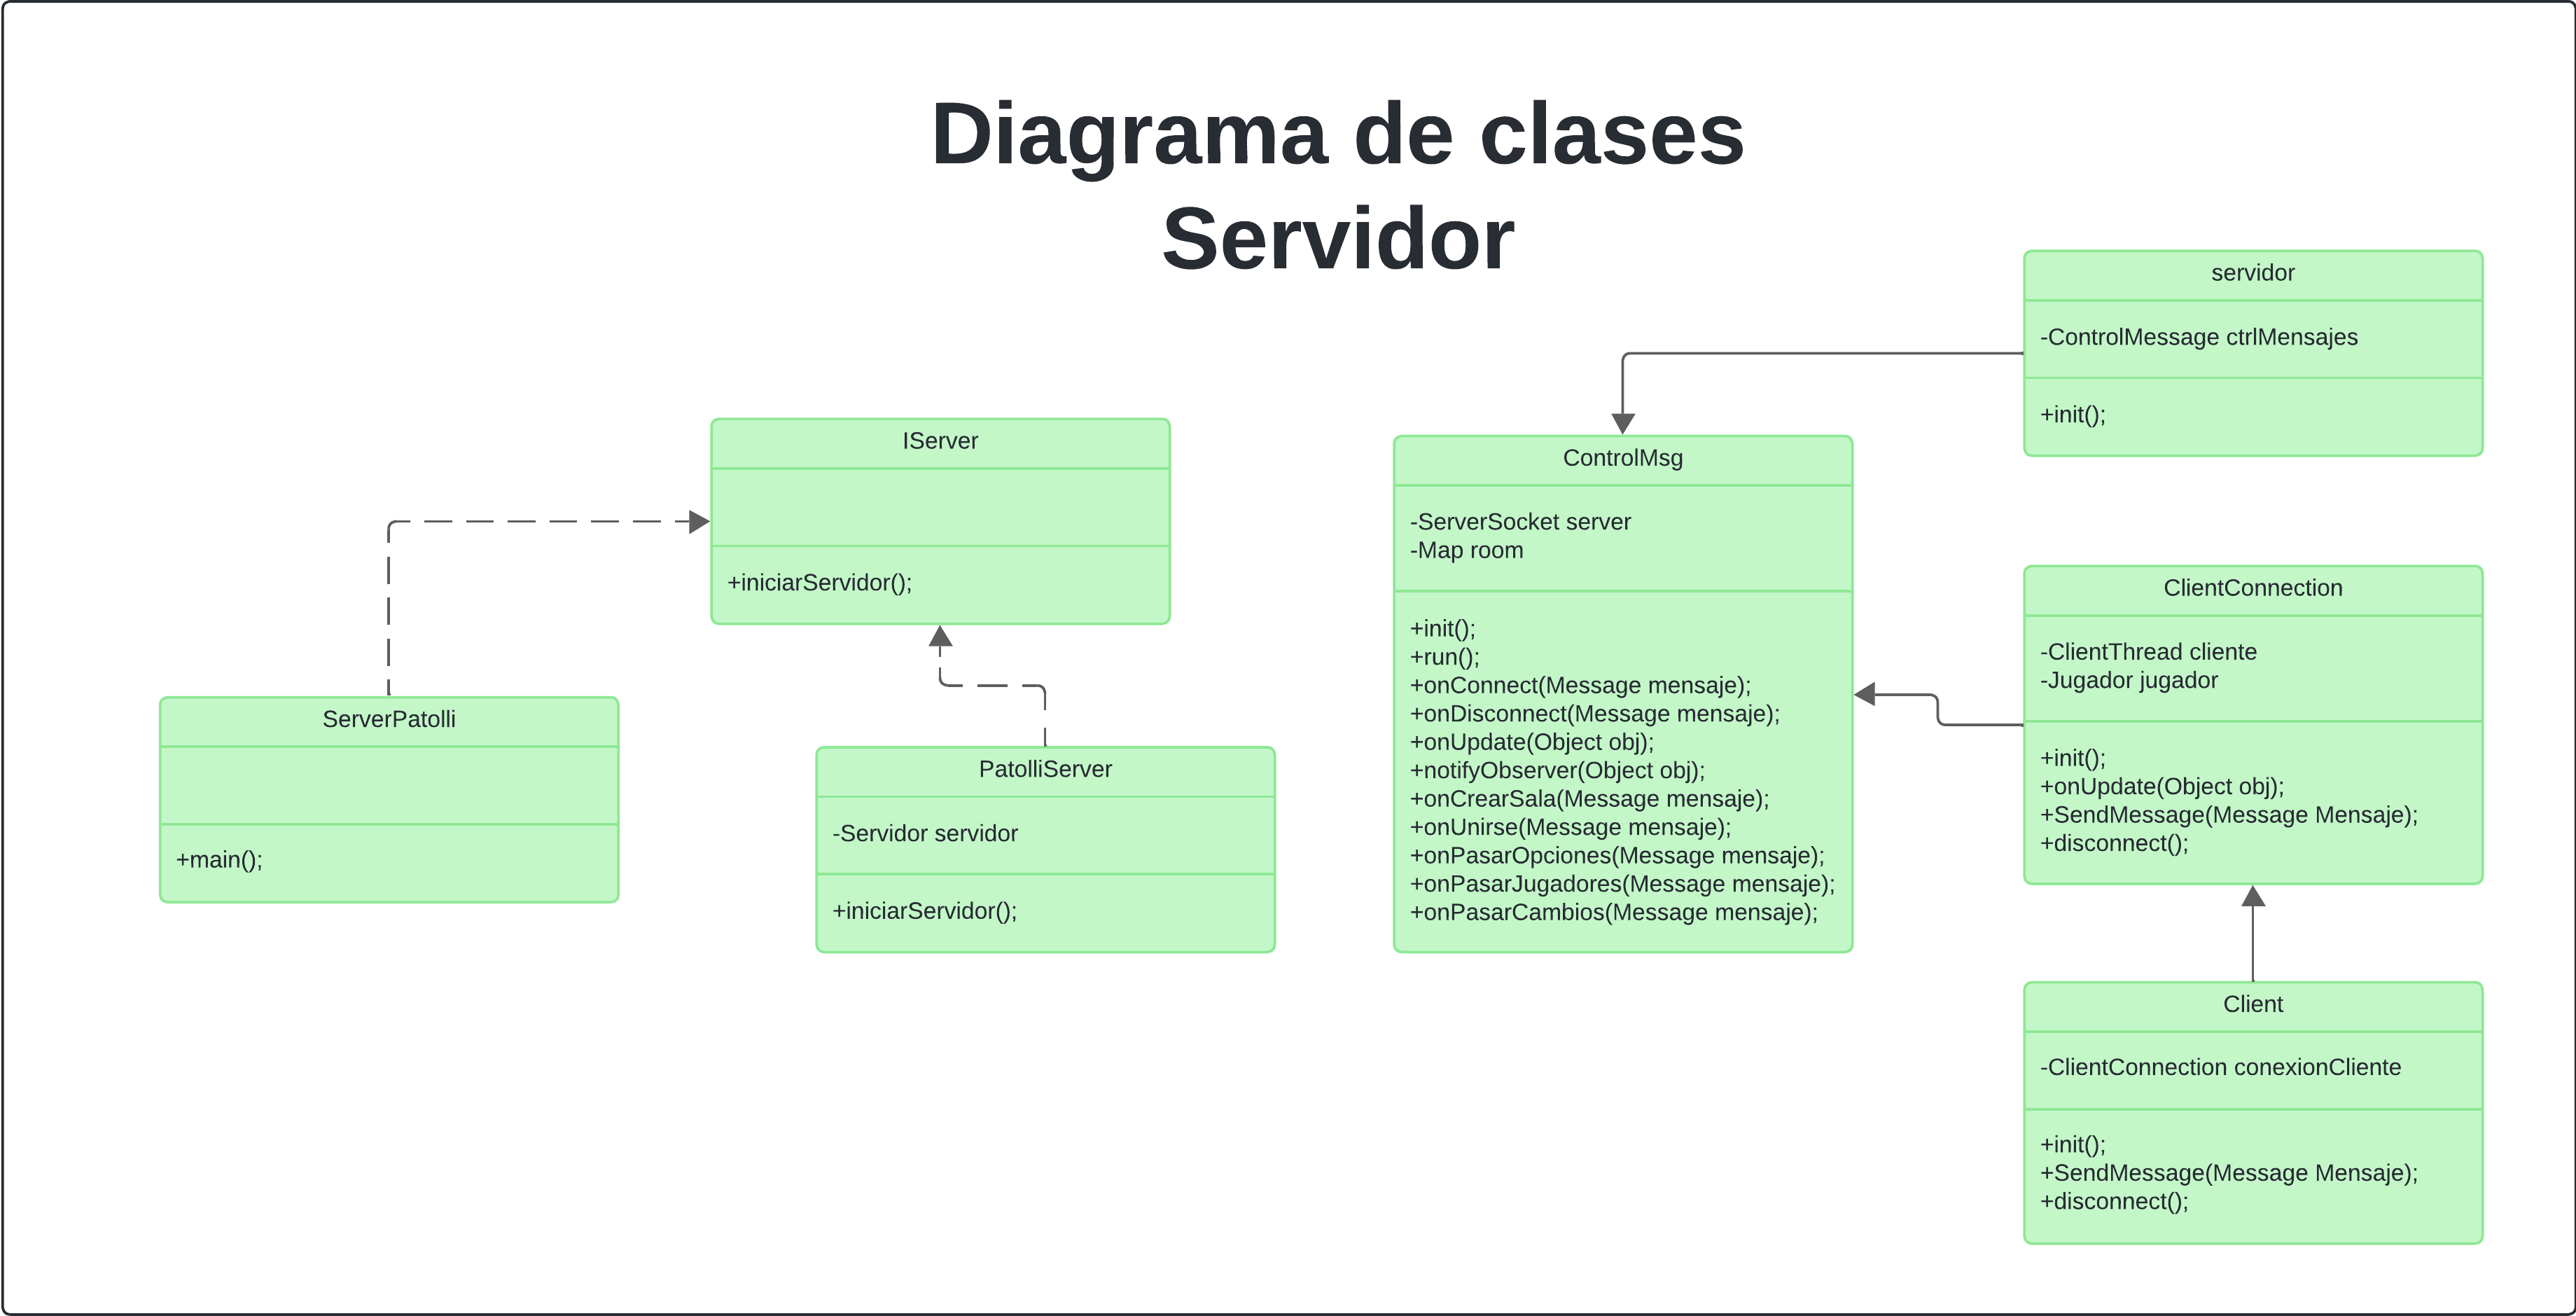 Diagrama de clases
Servidor
IServer
+iniciarServidor();
ServerPatolli
+main();
PatolliServer
-Servidor servidor
+iniciarServidor();
ControlMsg
-ServerSocket server
-Map room
+init();
+run();
+onConnect(Message mensaje);
+onDisconnect(Message mensaje);
+onUpdate(Object obj);
+notifyObserver(Object obj);
+onCrearSala(Message mensaje);
+onUnirse(Message mensaje);
+onPasarOpciones(Message mensaje);
+onPasarJugadores(Message mensaje);
+onPasarCambios(Message mensaje);
servidor
-ControlMessage ctrlMensajes
+init();
ClientConnection
-ClientThread cliente
-Jugador jugador
+init();
+onUpdate(Object obj);
+SendMessage(Message Mensaje);
+disconnect();
Client
-ClientConnection conexionCliente
+init();
+SendMessage(Message Mensaje);
+disconnect();